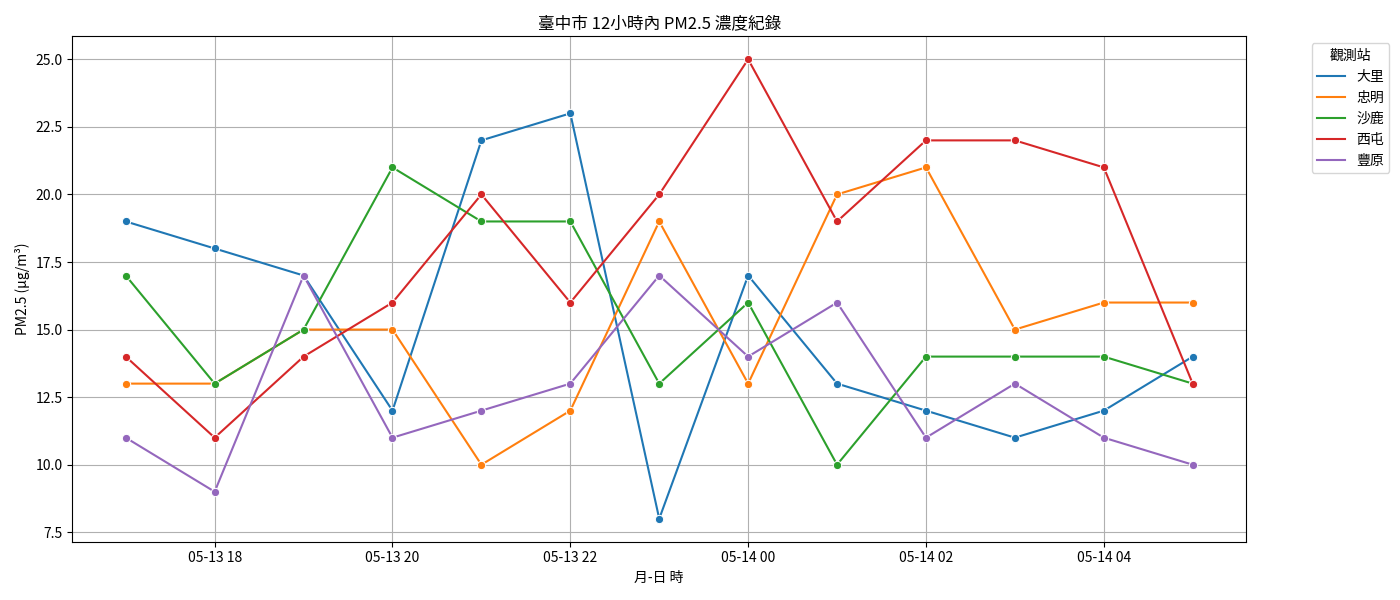 臺中市 12小時內 PM2.5 濃度紀錄
PM2.5 (μg/m³)
25.0
22.5
20.0
17.5
15.0
12.5
10.0
7.5
05-13 18
05-13 20
05-13 22
05-14 00
05-14 02
05-14 04
月-日 時
觀測站
大里
忠明
沙鹿
西屯
豐原